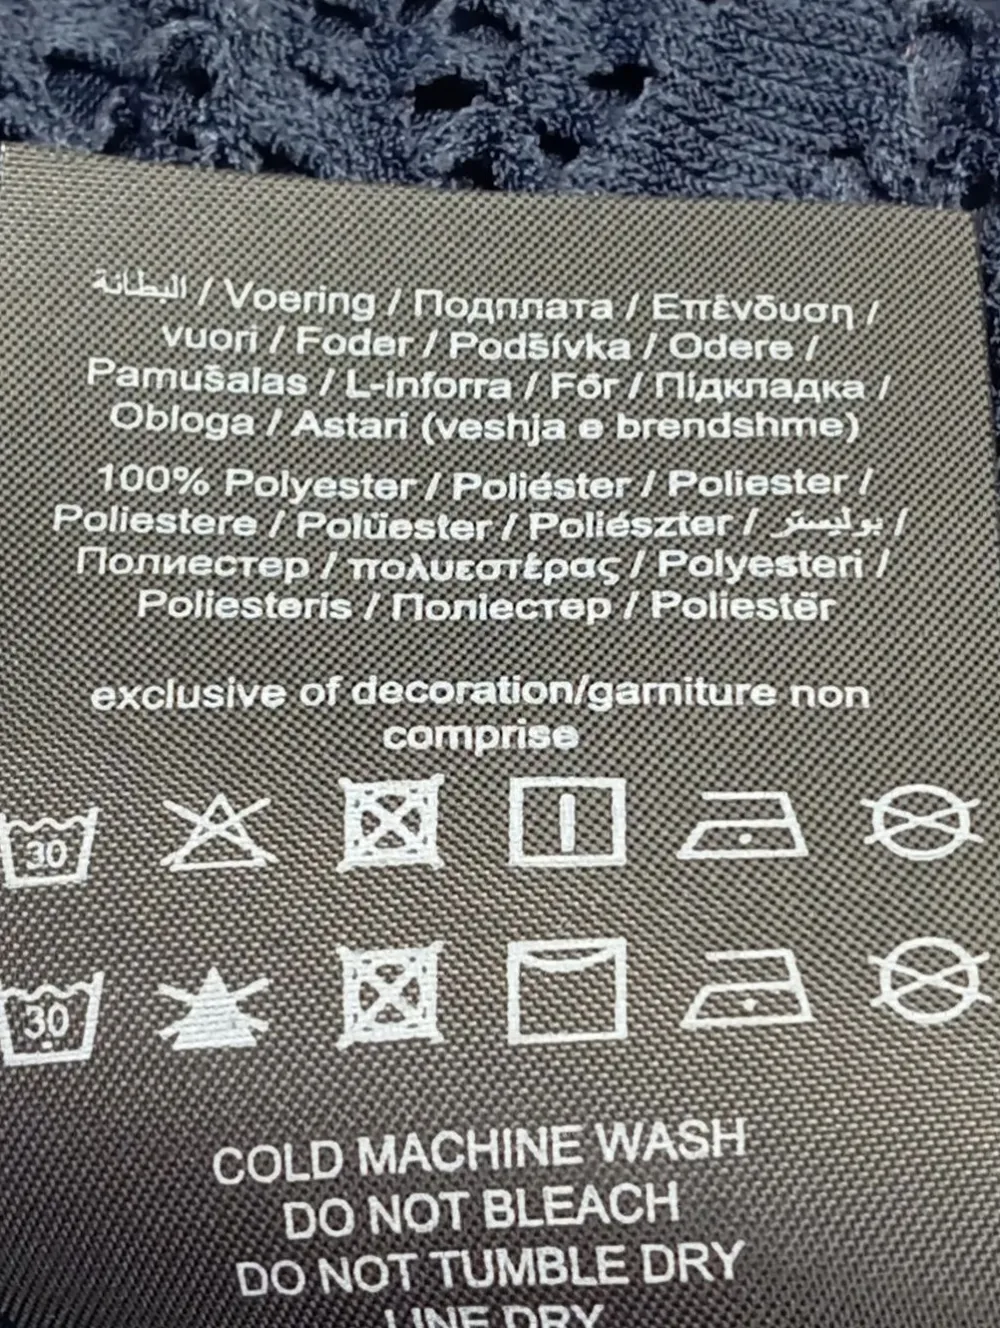 البطانة / Voering / Подплата / Επένδυση /
vuori / Foder / Podšívka / Odere /
Pamušalas / L-inforra / Fôr / Підкладка /
Obloga / Astari (veshja e brendshme)
100% Polyester / Poliéster / Poliester /
Poliestere / Polüester / Poliészter / بوليستر /
Полиестер / πολυεστέρας / Polyesteri /
Poliesteris / Поліестер / Poliestër
exclusive of decoration/garniture non
comprise
30
30
COLD MACHINE WASH
DO NOT BLEACH
DO NOT TUMBLE DRY
LINE DRY